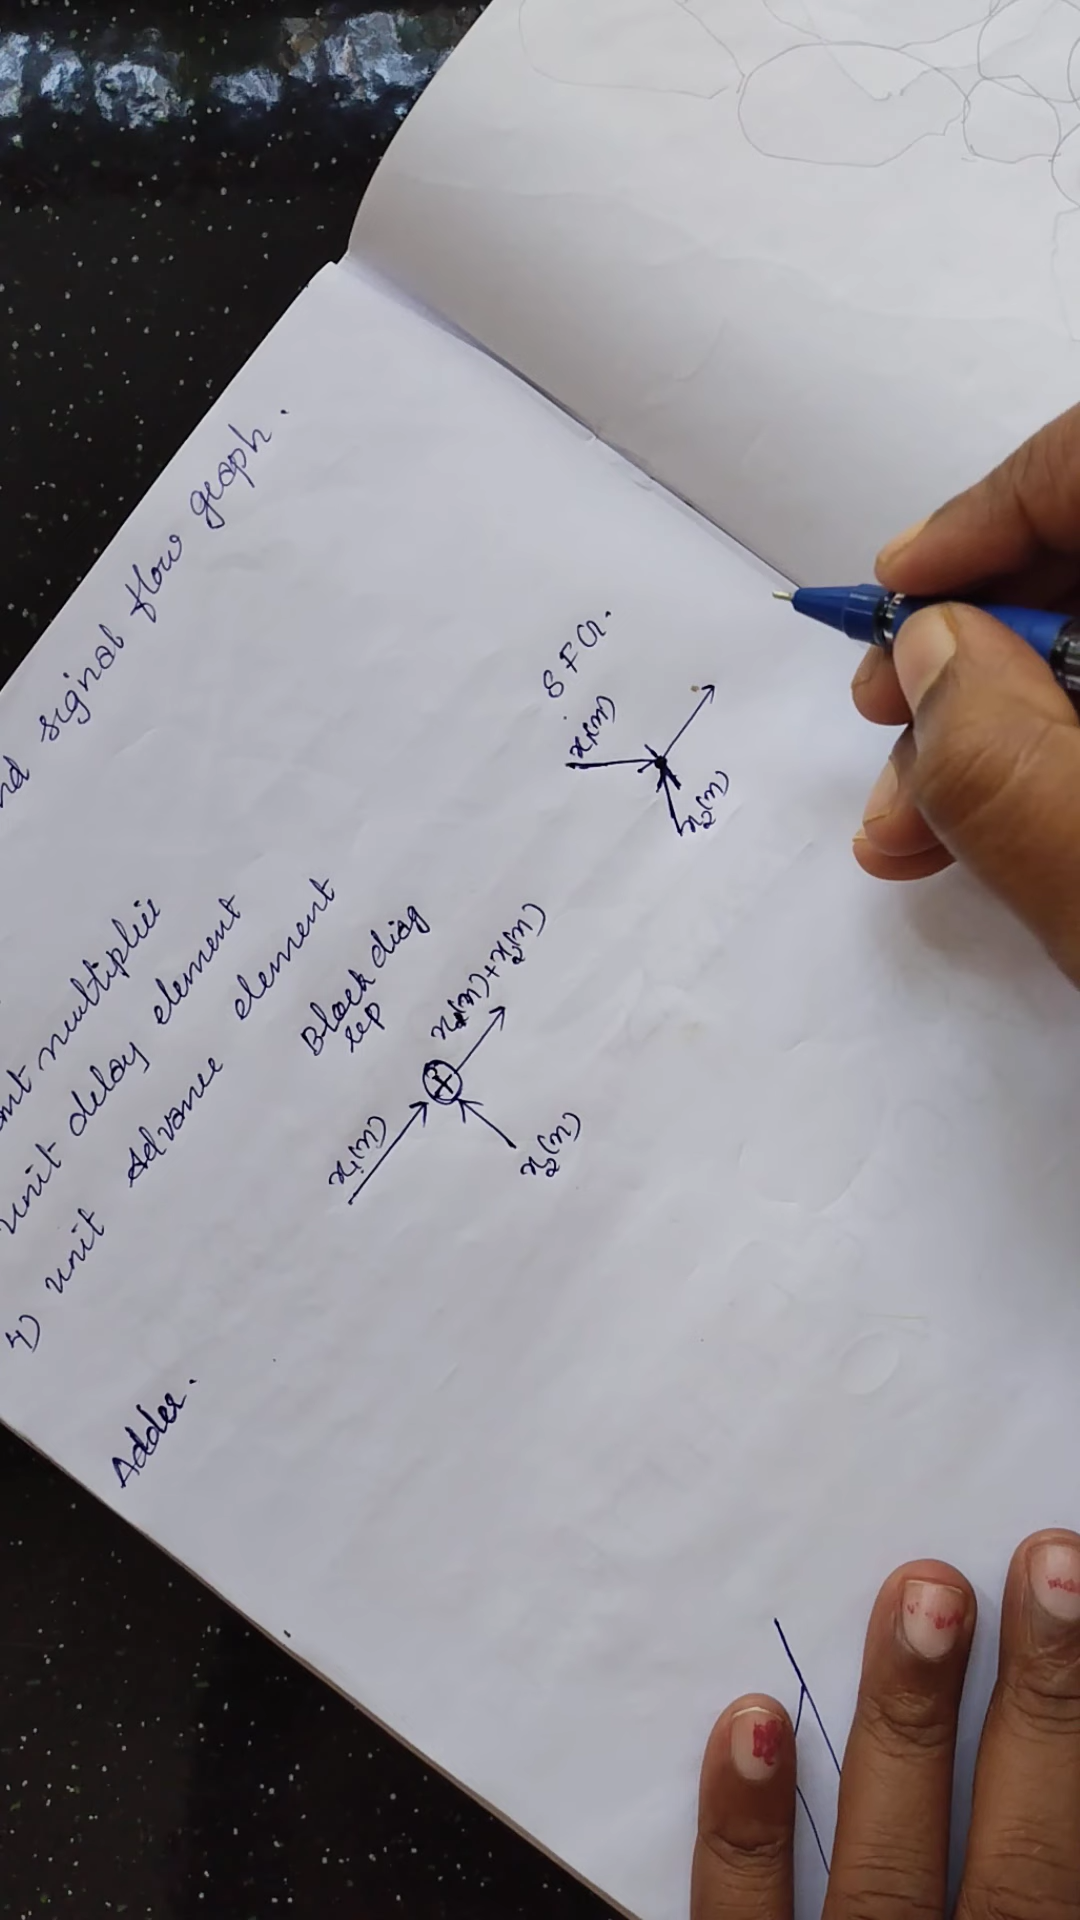 nd signal flow graph.
nt multiplier
unit delay element
4) unit Advance element
Block diag
rep
SFG.
Adder.
x1(n)
x1(n)+x2(n)
x2(n)
x1(n)
x2(n)